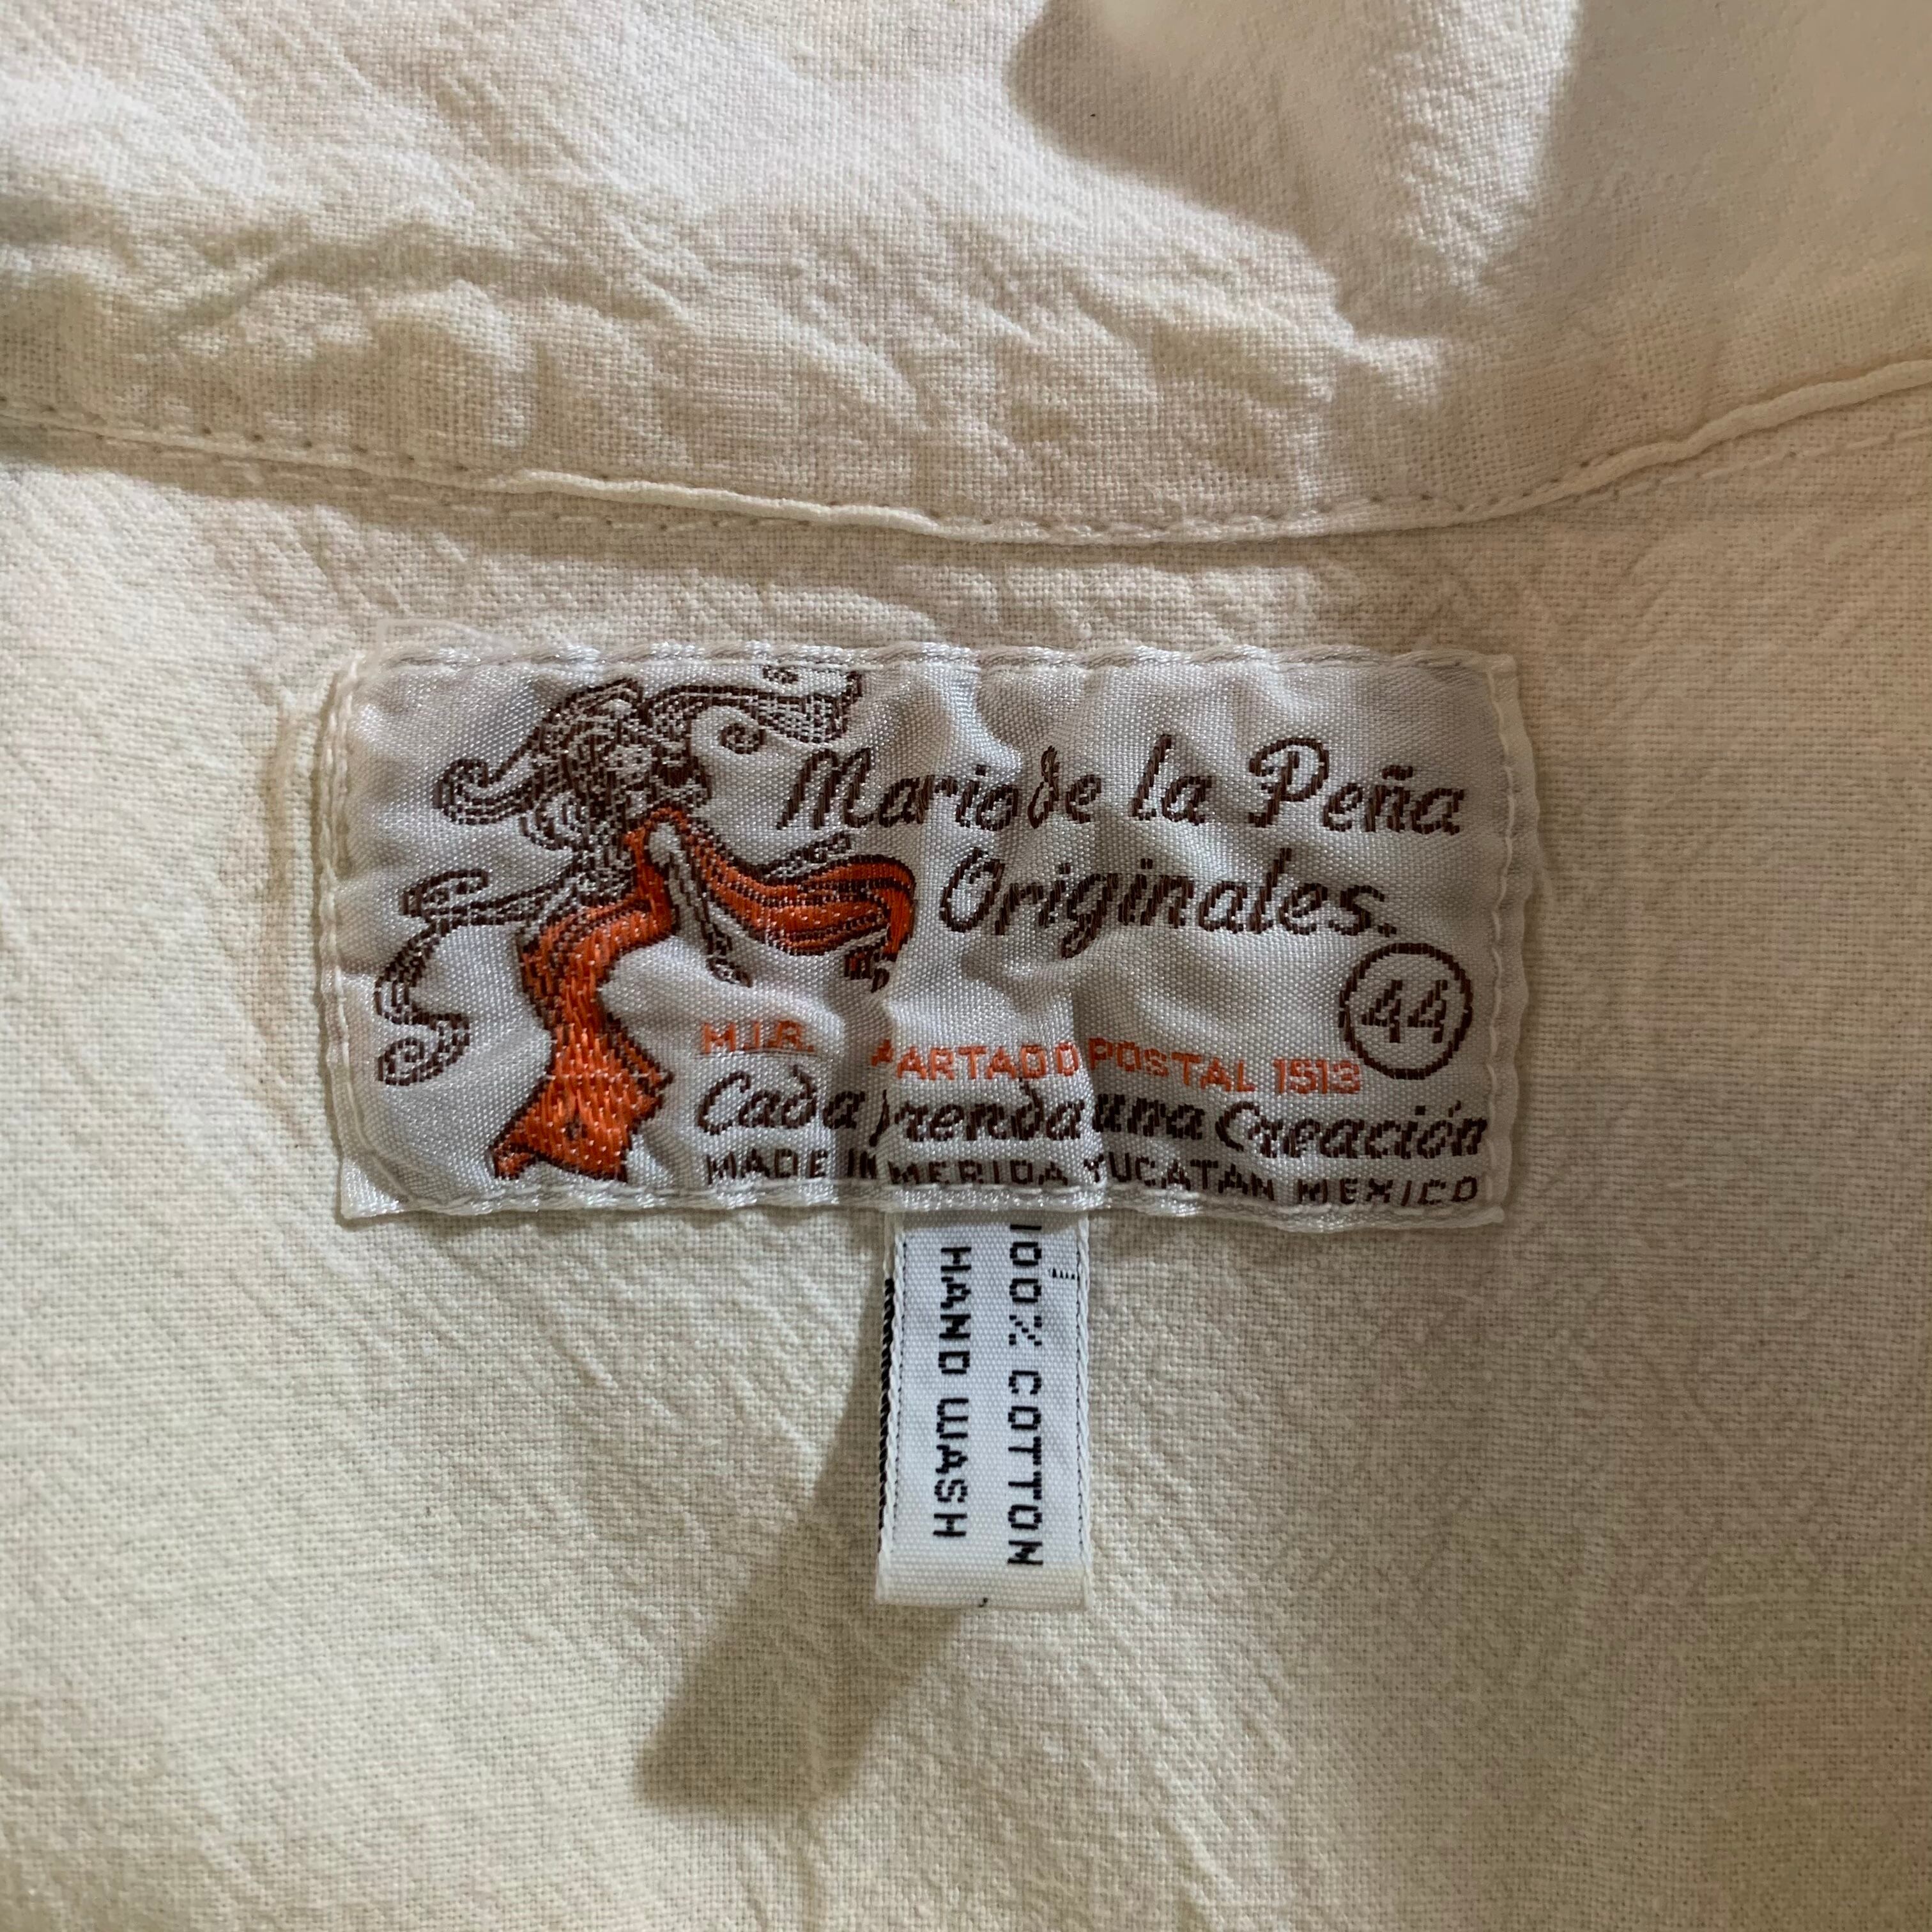 Mario de la Peña
Originales.
44
M.I.R. APARTADO POSTAL 1513
Cada prenda una Creación
MADE IN MERIDA YUCATAN MEXICO
100% COTTON
HAND WASH